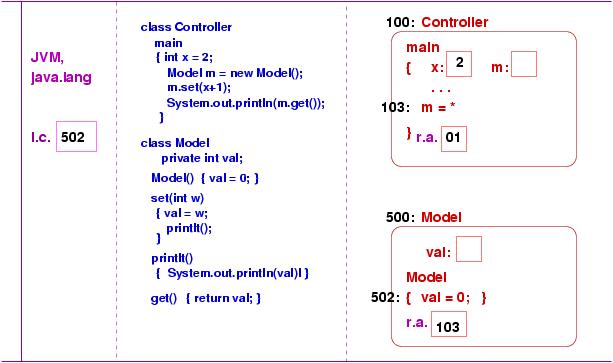 JVM,
java.lang
I.c. 502
class Controller
main
{ int x = 2;
Model m = new Model();
m.set(x+1);
System.out.println(m.get());
}
class Model
private int val;
Model() { val = 0; }
set(int w)
{ val = w;
printIt();
}
printIt()
{ System.out.println(val)l }
get() { return val; }
100: Controller
main
{ x: 2 m:
. . .
103: m = *
} r.a. 01
500: Model
val:
Model
502: { val = 0; }
r.a. 103